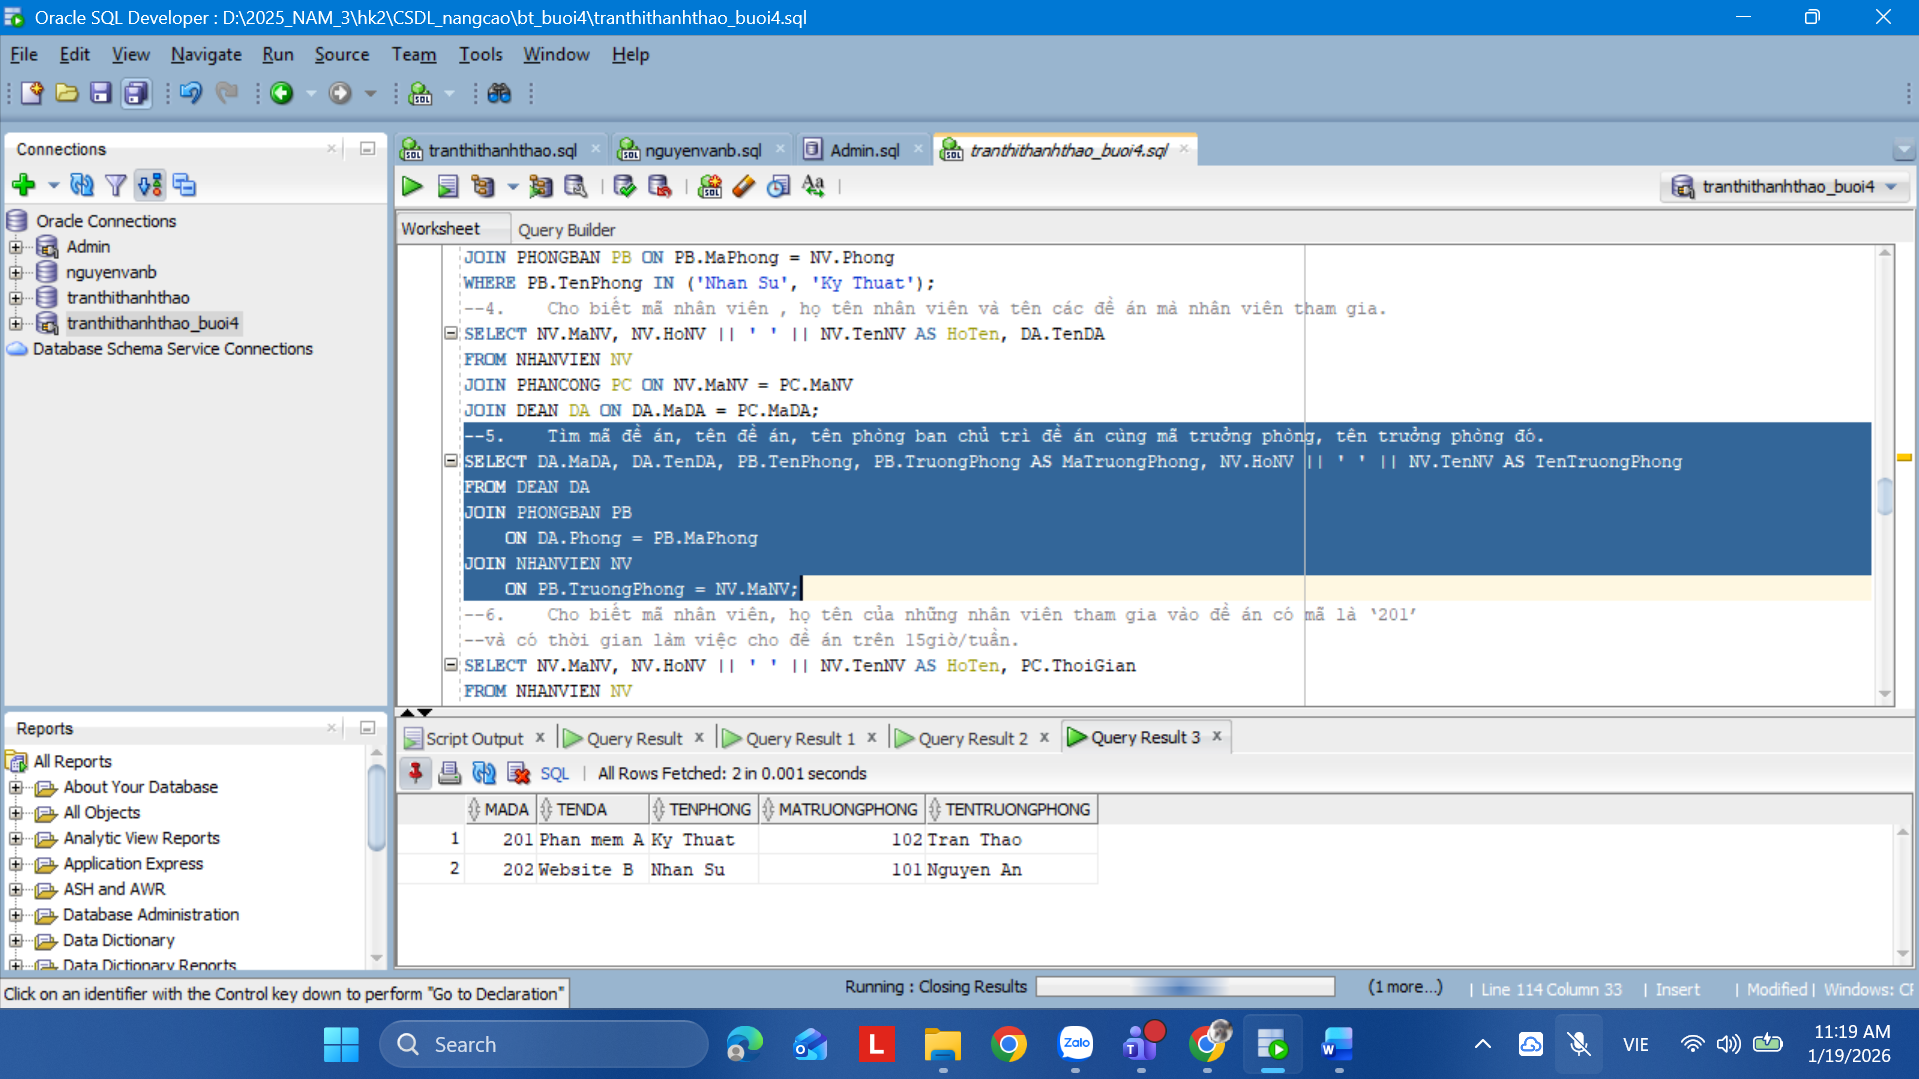 Oracle SQL Developer : D:\2025_NAM_3\hk2\CSDL_nangcao\bt_buoi4\tranthithanhthao_buoi4.sql
File Edit View Navigate Run Source Team Tools Window Help
Connections
Oracle Connections
Admin
nguyenvanb
tranthithanhthao
tranthithanhthao_buoi4
Database Schema Service Connections
Reports
All Reports
About Your Database
All Objects
Analytic View Reports
Application Express
ASH and AWR
Database Administration
Data Dictionary
Data Dictionary Reports
tranthithanhthao.sql nguyenvanb.sql Admin.sql tranthithanhthao_buoi4.sql
tranthithanhthao_buoi4
Worksheet Query Builder
JOIN PHONGBAN PB ON PB.MaPhong = NV.Phong
WHERE PB.TenPhong IN ('Nhan Su', 'Ky Thuat');
--4. Cho biết mã nhân viên , họ tên nhân viên và tên các đề án mà nhân viên tham gia.
SELECT NV.MaNV, NV.HoNV || ' ' || NV.TenNV AS HoTen, DA.TenDA
FROM NHANVIEN NV
JOIN PHANCONG PC ON NV.MaNV = PC.MaNV
JOIN DEAN DA ON DA.MaDA = PC.MaDA;
--5. Tìm mã đề án, tên đề án, tên phòng ban chủ trì đề án cùng mã trưởng phòng, tên trưởng phòng đó.
SELECT DA.MaDA, DA.TenDA, PB.TenPhong, PB.TruongPhong AS MaTruongPhong, NV.HoNV || ' ' || NV.TenNV AS TenTruongPhong
FROM DEAN DA
JOIN PHONGBAN PB
ON DA.Phong = PB.MaPhong
JOIN NHANVIEN NV
ON PB.TruongPhong = NV.MaNV;
--6. Cho biết mã nhân viên, họ tên của những nhân viên tham gia vào đề án có mã là ‘201’
--và có thời gian làm việc cho đề án trên 15giờ/tuần.
SELECT NV.MaNV, NV.HoNV || ' ' || NV.TenNV AS HoTen, PC.ThoiGian
FROM NHANVIEN NV
Script Output Query Result Query Result 1 Query Result 2 Query Result 3
SQL All Rows Fetched: 2 in 0.001 seconds
MADA TENDA TENPHONG MATRUONGPHONG TENTRUONGPHONG
1 201 Phan mem A Ky Thuat 102 Tran Thao
2 202 Website B Nhan Su 101 Nguyen An
Click on an identifier with the Control key down to perform "Go to Declaration"
Running : Closing Results (1 more...) Line 114 Column 33 Insert Modified Windows: CF
Search
L
Zalo
VIE
11:19 AM
1/19/2026